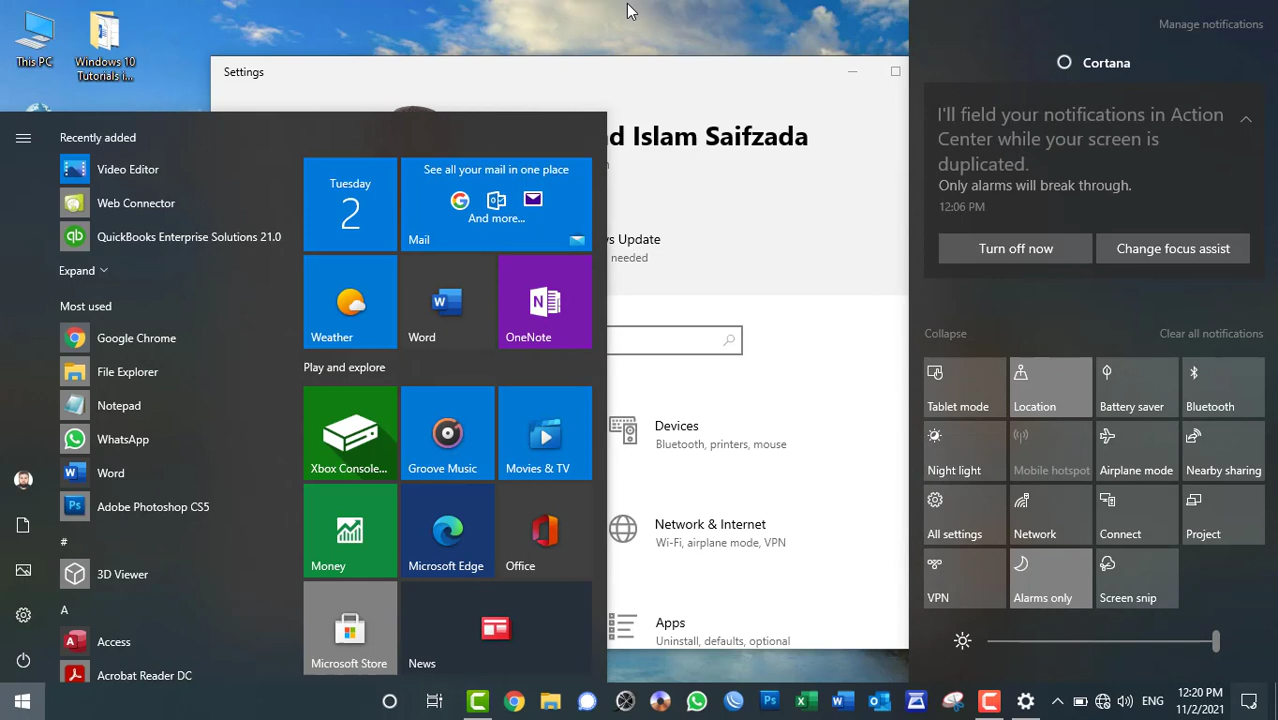 This PC
Windows 10
Tutorials i...
Settings
d Islam Saifzada
s Update
needed
Devices
Bluetooth, printers, mouse
Network & Internet
Wi-Fi, airplane mode, VPN
Apps
Uninstall, defaults, optional
Recently added
Video Editor
Web Connector
QuickBooks Enterprise Solutions 21.0
Expand
Most used
Google Chrome
File Explorer
Notepad
WhatsApp
Word
Adobe Photoshop CS5
#
3D Viewer
A
Access
Acrobat Reader DC
Tuesday
2
See all your mail in one place
And more...
Mail
Weather
Word
OneNote
Play and explore
Xbox Console...
Groove Music
Movies & TV
Money
Microsoft Edge
Office
Microsoft Store
News
Manage notifications
Cortana
I'll field your notifications in Action
Center while your screen is
duplicated.
Only alarms will break through.
12:06 PM
Turn off now
Change focus assist
Collapse
Clear all notifications
Tablet mode
Location
Battery saver
Bluetooth
Night light
Mobile hotspot
Airplane mode
Nearby sharing
All settings
Network
Connect
Project
VPN
Alarms only
Screen snip
ENG
12:20 PM
11/2/2021